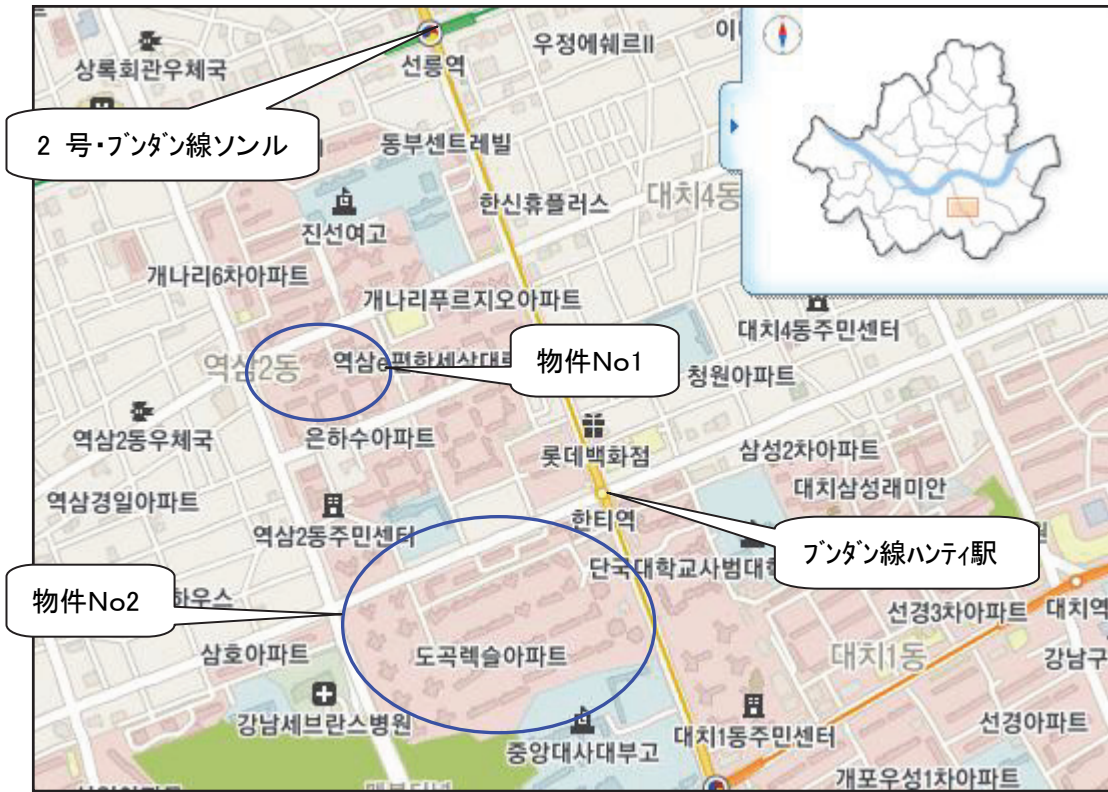 우정에쉐르II
상록회관우체국
선릉역
2 号・ブンダン線ソンル
동부센트레빌
한신휴플러스
대치4동
진선여고
개나리6차아파트
개나리푸르지오아파트
대치4동주민센터
역삼2동
역삼e편한세상
物件No1
청원아파트
역삼2동우체국
은하수아파트
롯데백화점
삼성2차아파트
역삼경일아파트
대치삼성래미안
역삼2동주민센터
한티역
ブンダン線ハンティ駅
단국대학교사범대
物件No2
하우스
선경3차아파트
대치역
삼호아파트
도곡렉슬아파트
대치1동
강남구
강남세브란스병원
중앙대사대부고
대치1동주민센터
선경아파트
개포우성1차아파트